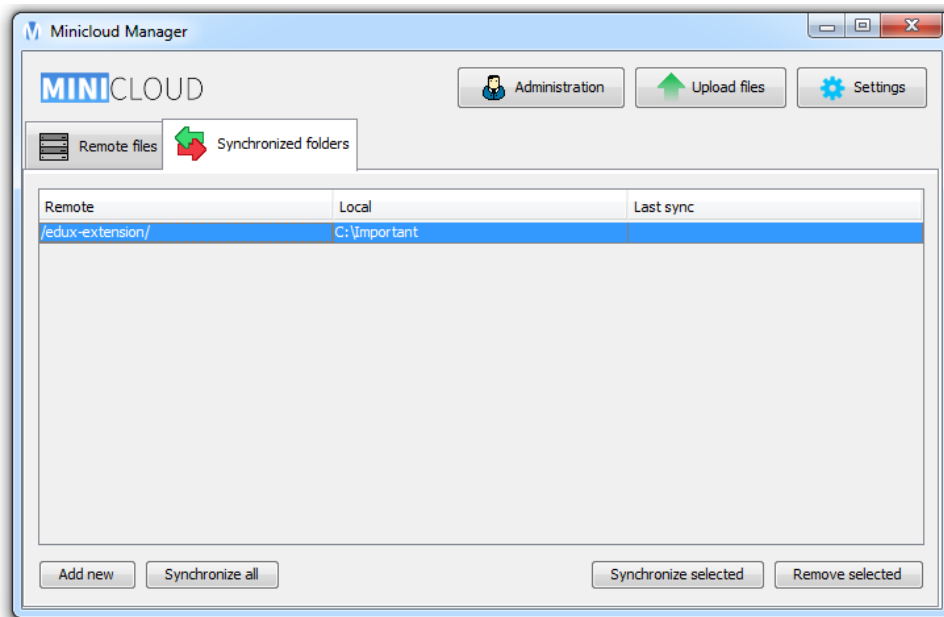 Minicloud Manager
MINICLOUD
Administration
Upload files
Settings
Remote files
Synchronized folders
Remote Local Last sync
/edux-extension/ C:\Important
Add new
Synchronize all
Synchronize selected
Remove selected